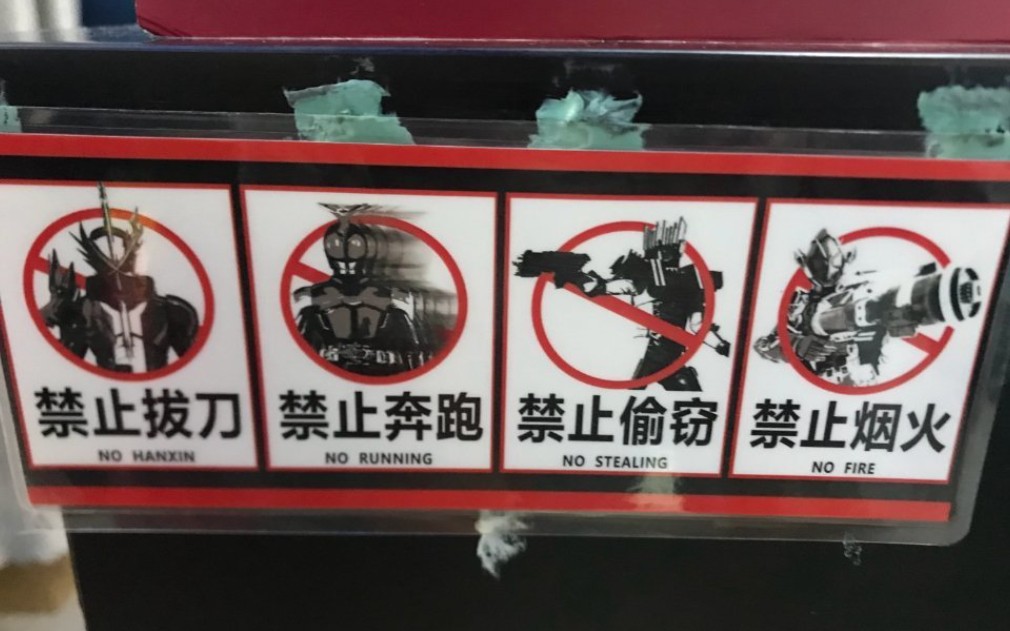 禁止拔刀
NO HANXIN
禁止奔跑
NO RUNNING
禁止偷窃
NO STEALING
禁止烟火
NO FIRE